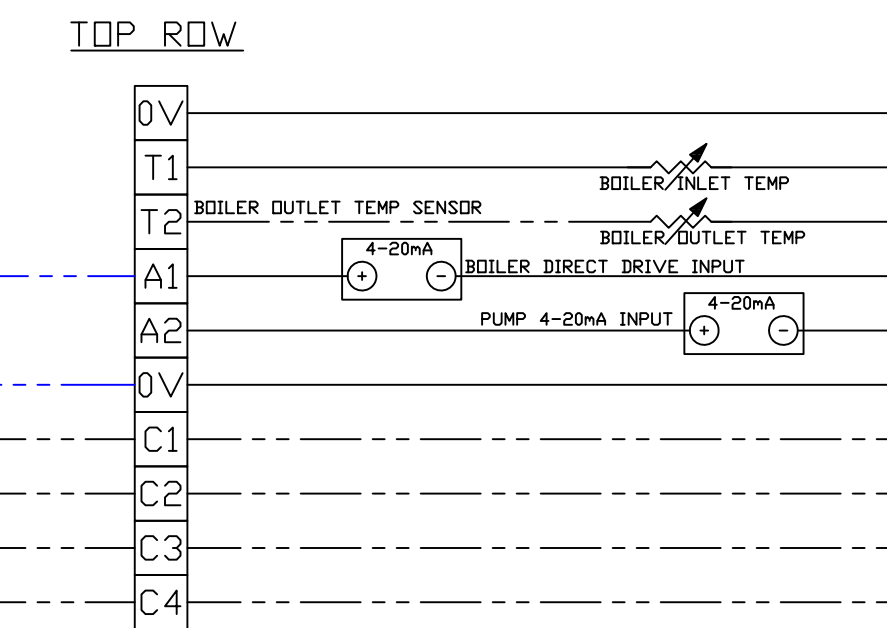 TOP ROW
0V
T1
BOILER INLET TEMP
BOILER OUTLET TEMP SENSOR
T2
BOILER OUTLET TEMP
4-20mA
A1
+
-
BOILER DIRECT DRIVE INPUT
4-20mA
A2
PUMP 4-20mA INPUT
+
-
0V
C1
C2
C3
C4